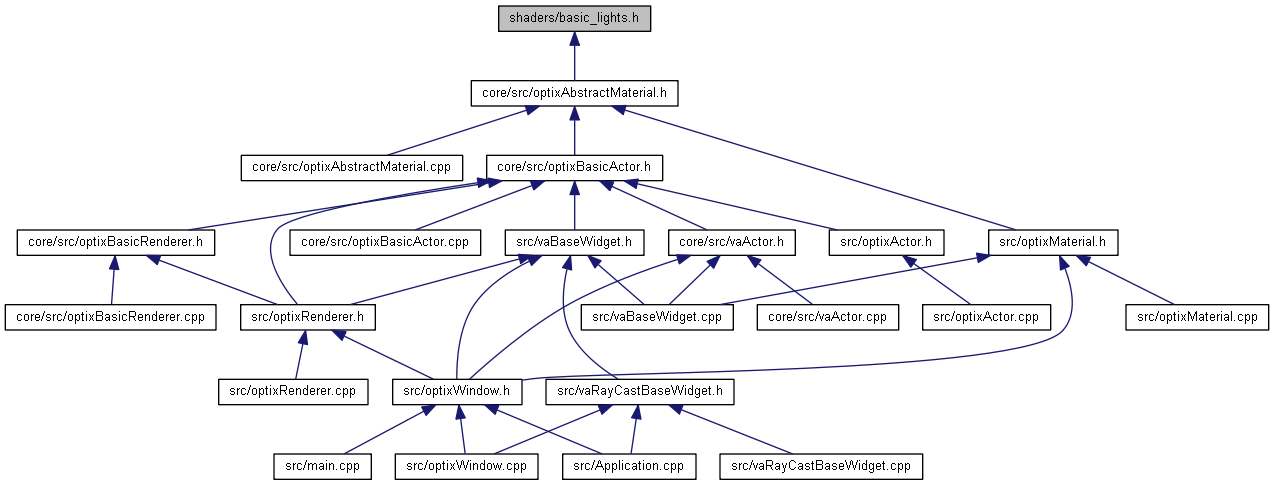 shaders/basic_lights.h
core/src/optixAbstractMaterial.h
core/src/optixAbstractMaterial.cpp
core/src/optixBasicActor.h
core/src/optixBasicRenderer.h
core/src/optixBasicActor.cpp
src/vaBaseWidget.h
core/src/vaActor.h
src/optixActor.h
src/optixMaterial.h
core/src/optixBasicRenderer.cpp
src/optixRenderer.h
src/vaBaseWidget.cpp
core/src/vaActor.cpp
src/optixActor.cpp
src/optixMaterial.cpp
src/optixRenderer.cpp
src/optixWindow.h
src/vaRayCastBaseWidget.h
src/main.cpp
src/optixWindow.cpp
src/Application.cpp
src/vaRayCastBaseWidget.cpp